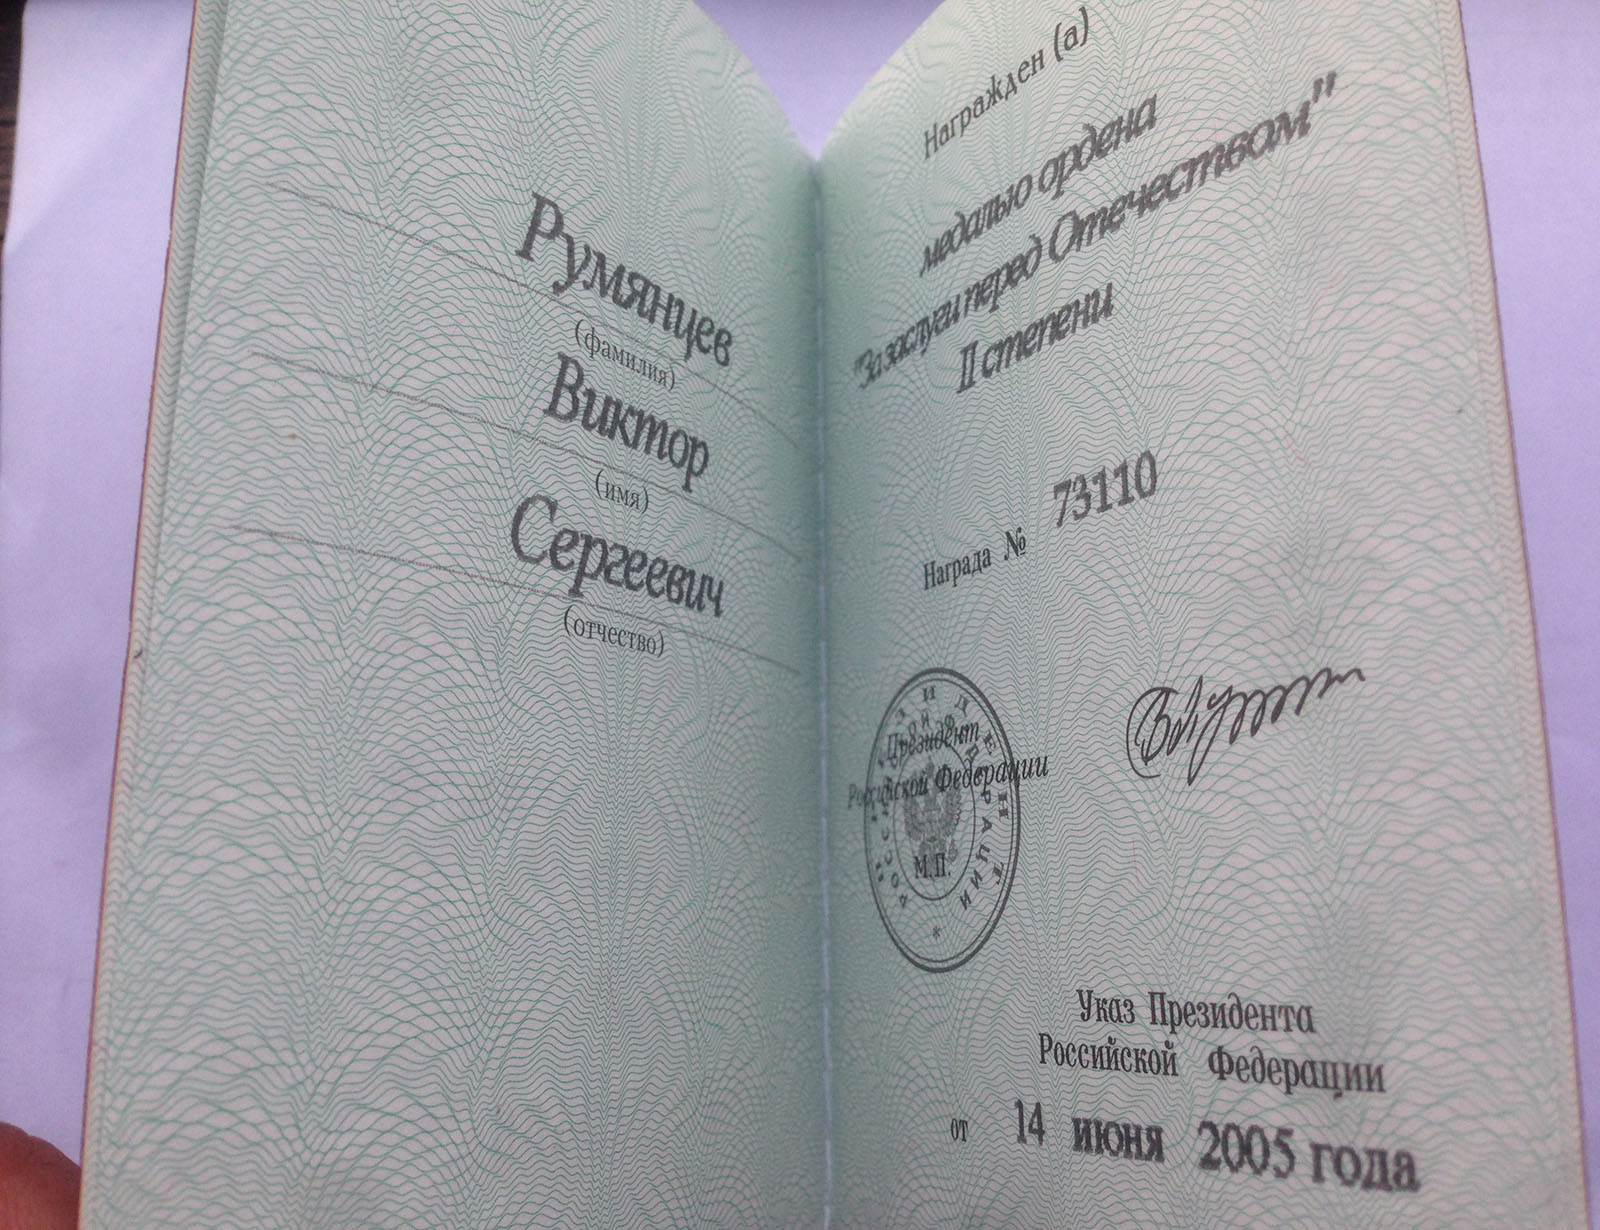 Румянцев
(фамилия)
Виктор
(имя)
Сергеевич
(отчество)
Награжден (а)
медалью ордена
"За заслуги перед Отечеством"
II степени
Награда № 73110
Президент
Российской Федерации
М.П.
Указ Президента
Российской Федерации
от 14 июня 2005 года